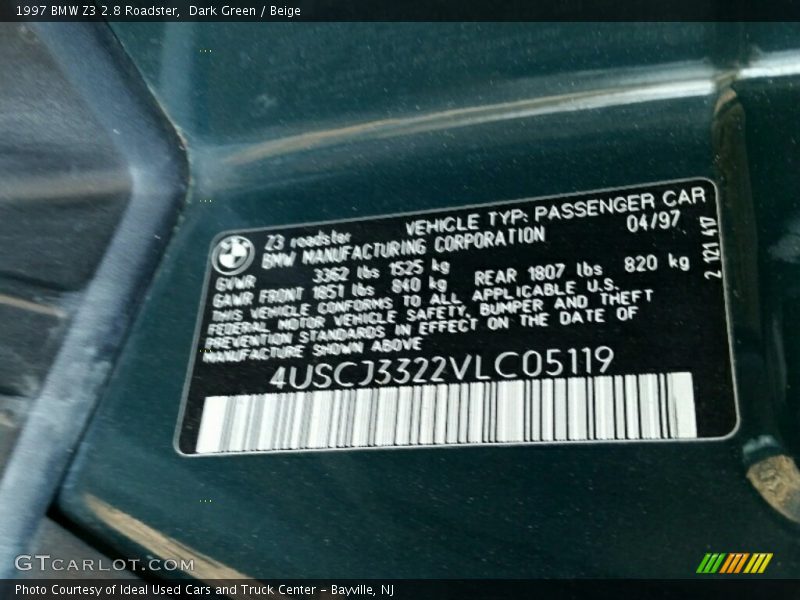 1997 BMW Z3 2.8 Roadster,  Dark Green / Beige
Z3 roadster VEHICLE TYP: PASSENGER CAR
BMW MANUFACTURING CORPORATION 04/97
GVWR 3362 lbs 1525 kg
GAWR FRONT 1851 lbs 840 kg REAR 1807 lbs 820 kg
THIS VEHICLE CONFORMS TO ALL APPLICABLE U.S.
FEDERAL MOTOR VEHICLE SAFETY, BUMPER AND THEFT
PREVENTION STANDARDS IN EFFECT ON THE DATE OF
MANUFACTURE SHOWN ABOVE
4USCJ3322VLC05119
2 121 417
GTCARLOT.COM
Photo Courtesy of Ideal Used Cars and Truck Center - Bayville, NJ